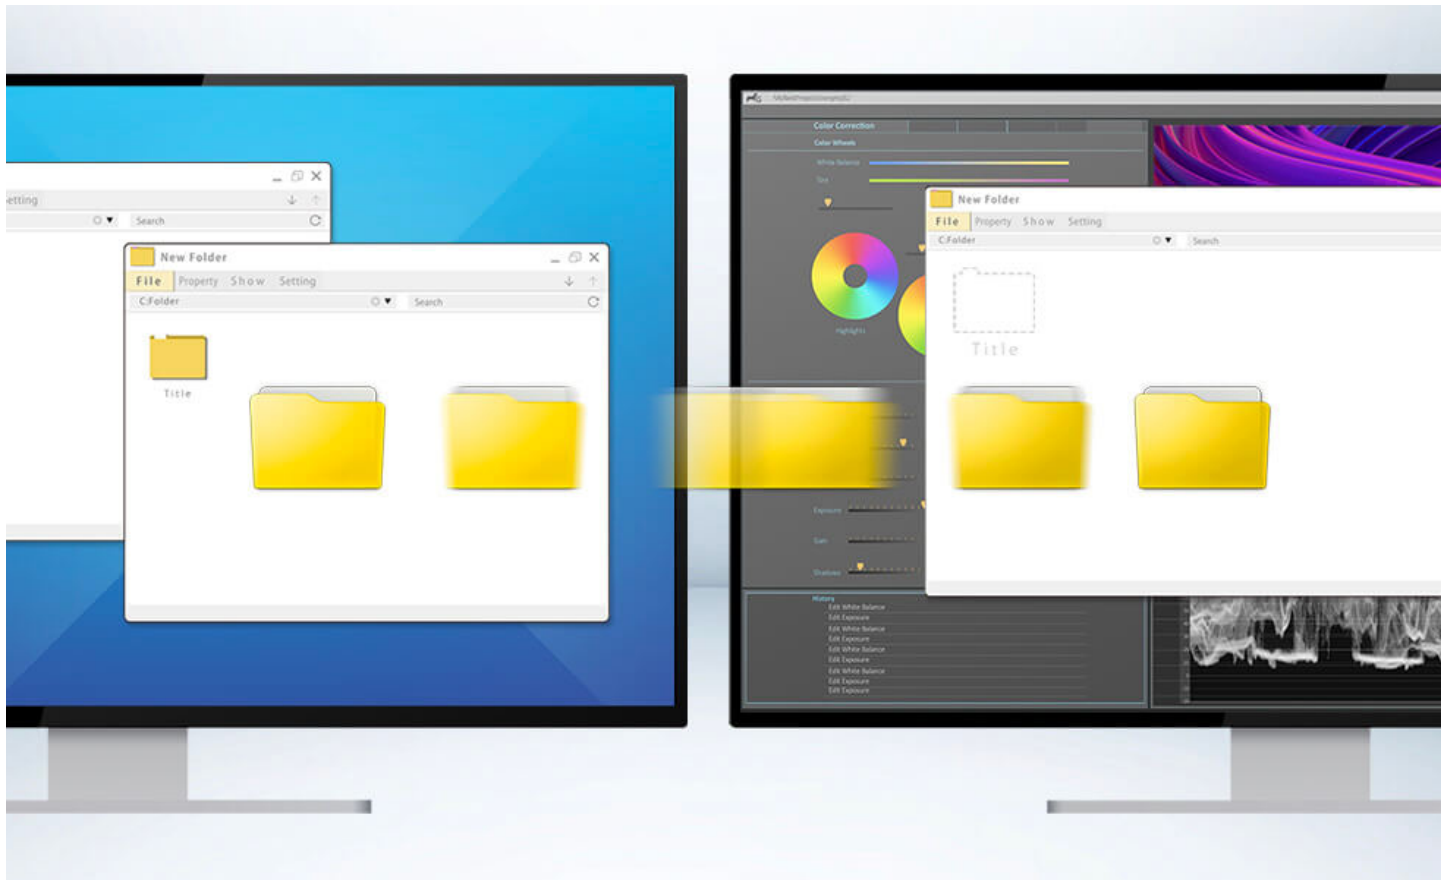 etting
Search
New Folder
File Property Show Setting
C:Folder
Search
Title
Color Correction
Color Wheels
White Balance
Tint
Highlights
Exposure
Gain
Shadows
New Folder
File Property Show Setting
C:Folder
Search
Title
History
Edit White Balance
Edit Exposure
Edit White Balance
Edit Exposure
Edit White Balance
Edit Exposure
Edit White Balance
Edit Exposure
Edit Exposure